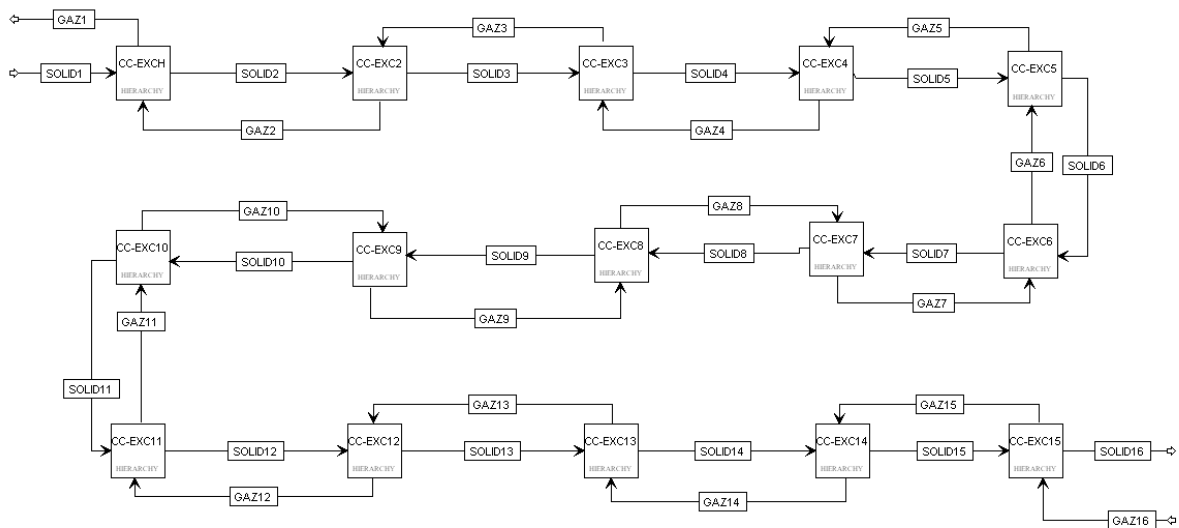 GAZ1
GAZ3
GAZ5
CC-EXCH
CC-EXC2
CC-EXC3
CC-EXC4
CC-EXC5
SOLID1
SOLID2
SOLID3
SOLID4
SOLID5
HIERARCHY
HIERARCHY
HIERARCHY
HIERARCHY
HIERARCHY
GAZ2
GAZ4
GAZ6
SOLID6
GAZ10
GAZ8
CC-EXC10
CC-EXC9
CC-EXC8
CC-EXC7
CC-EXC6
SOLID10
SOLID9
SOLID8
SOLID7
HIERARCHY
HIERARCHY
HIERARCHY
HIERARCHY
HIERARCHY
GAZ11
GAZ9
GAZ7
SOLID11
GAZ13
GAZ15
CC-EXC11
CC-EXC12
CC-EXC13
CC-EXC14
CC-EXC15
SOLID12
SOLID13
SOLID14
SOLID15
SOLID16
HIERARCHY
HIERARCHY
HIERARCHY
HIERARCHY
HIERARCHY
GAZ12
GAZ14
GAZ16